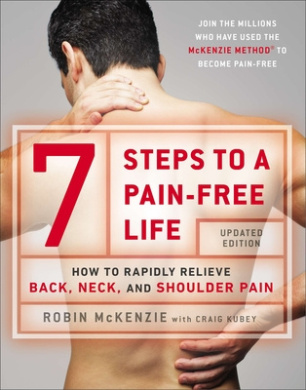 JOIN THE MILLIONS
WHO HAVE USED THE
McKENZIE METHOD® TO
BECOME PAIN-FREE
7
STEPS TO A
PAIN-FREE
LIFE
UPDATED
EDITION
HOW TO RAPIDLY RELIEVE
BACK, NECK, AND SHOULDER PAIN
ROBIN McKENZIE with CRAIG KUBEY